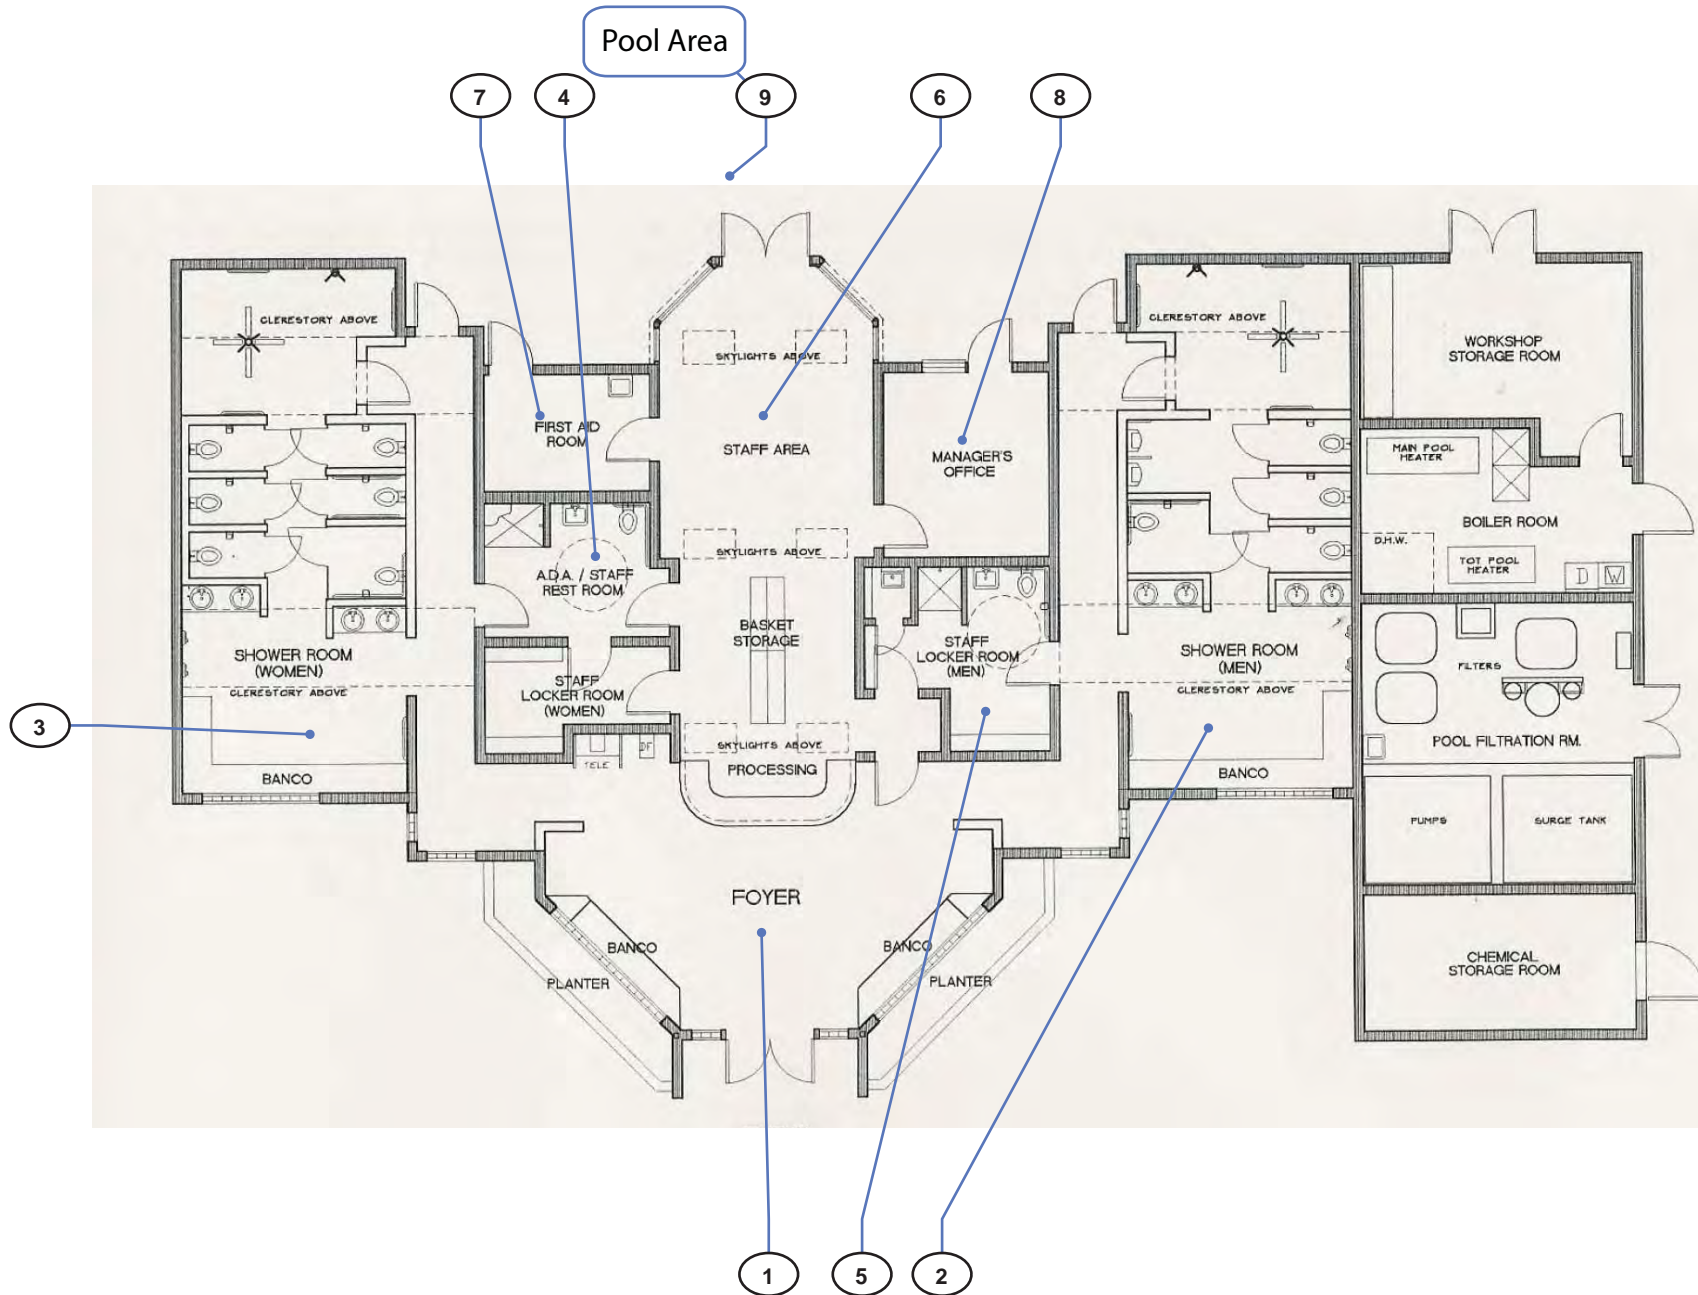 Pool Area
7
4
9
6
8
CLERESTORY ABOVE
CLERESTORY ABOVE
WORKSHOP
STORAGE ROOM
SKYLIGHTS ABOVE
FIRST AID
ROOM
STAFF AREA
MANAGER'S
OFFICE
MAIN POOL
HEATER
BOILER ROOM
D.H.W.
TOT POOL
HEATER
D
W
SKYLIGHTS ABOVE
A.D.A. / STAFF
REST ROOM
BASKET
STORAGE
STAFF
LOCKER ROOM
(MEN)
SHOWER ROOM
(WOMEN)
CLERESTORY ABOVE
SHOWER ROOM
(MEN)
CLERESTORY ABOVE
FILTERS
STAFF
LOCKER ROOM
(WOMEN)
3
SKYLIGHTS ABOVE
DF
TELE
PROCESSING
POOL FILTRATION RM.
BANCO
BANCO
PUMPS
SURGE TANK
FOYER
BANCO
BANCO
PLANTER
PLANTER
CHEMICAL
STORAGE ROOM
1
5
2